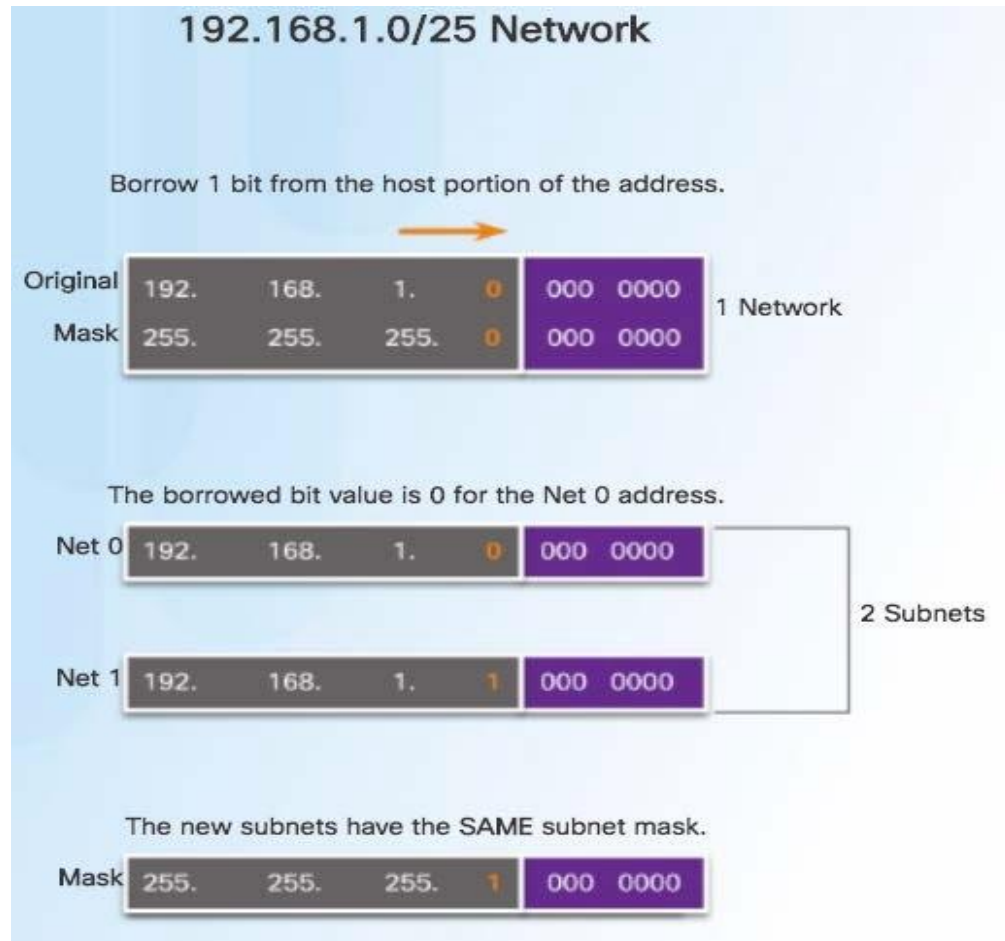 192.168.1.0/25 Network
Borrow 1 bit from the host portion of the address.
Original 192. 168. 1. 0 000 0000
1 Network
Mask 255. 255. 255. 0 000 0000
The borrowed bit value is 0 for the Net 0 address.
Net 0 192. 168. 1. 0 000 0000
2 Subnets
Net 1 192. 168. 1. 1 000 0000
The new subnets have the SAME subnet mask.
Mask 255. 255. 255. 1 000 0000